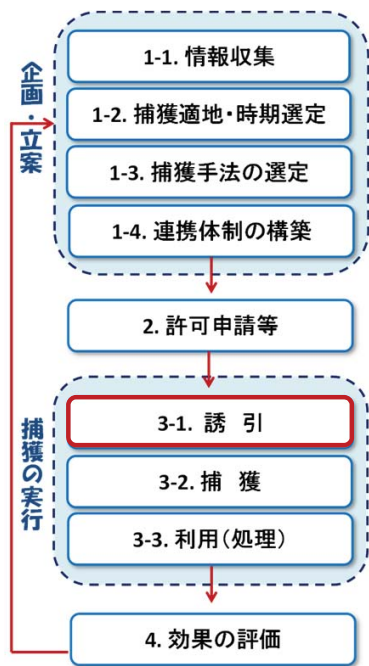 企画・立案
1-1. 情報収集
1-2. 捕獲適地・時期選定
1-3. 捕獲手法の選定
1-4. 連携体制の構築
2. 許可申請等
捕獲の実行
3-1. 誘　引
3-2. 捕　獲
3-3. 利用(処理)
4. 効果の評価